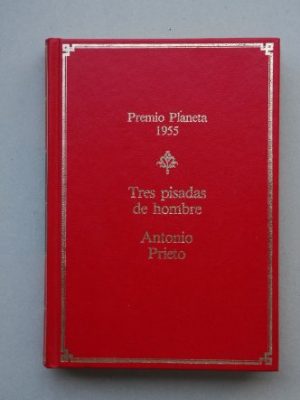 Premio Planeta
1955
Tres pisadas
de hombre
Antonio
Prieto